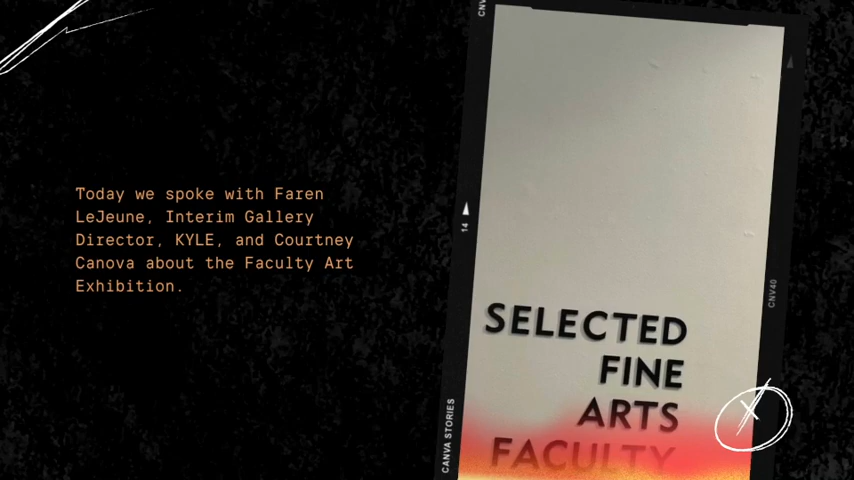 Today we spoke with Faren
LeJeune, Interim Gallery
Director, KYLE, and Courtney
Canova about the Faculty Art
Exhibition.
CNV
14
CANVA STORIES
CNV40
SELECTED
FINE
ARTS
FACULTY